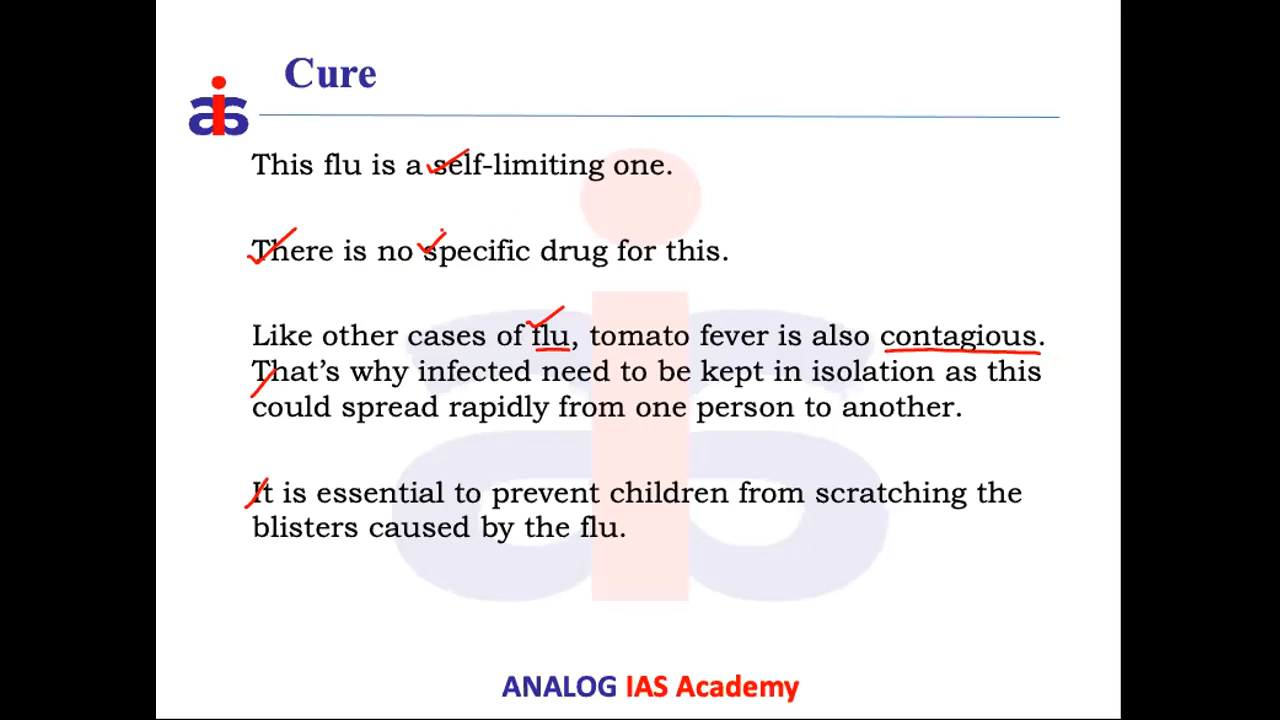 Cure
This flu is a self-limiting one.
There is no specific drug for this.
Like other cases of flu, tomato fever is also contagious.
That’s why infected need to be kept in isolation as this
could spread rapidly from one person to another.
It is essential to prevent children from scratching the
blisters caused by the flu.
ANALOG IAS Academy